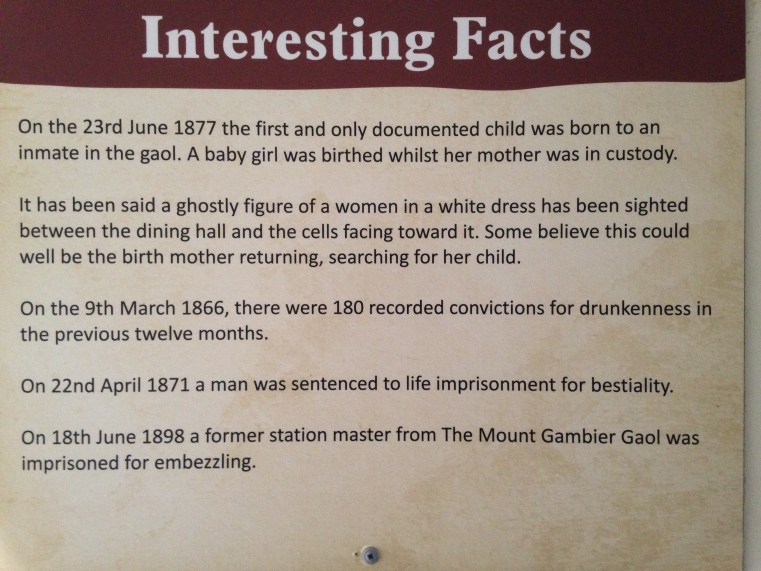 Interesting Facts
On the 23rd June 1877 the first and only documented child was born to an
inmate in the gaol. A baby girl was birthed whilst her mother was in custody.
It has been said a ghostly figure of a women in a white dress has been sighted
between the dining hall and the cells facing toward it. Some believe this could
well be the birth mother returning, searching for her child.
On the 9th March 1866, there were 180 recorded convictions for drunkenness in
the previous twelve months.
On 22nd April 1871 a man was sentenced to life imprisonment for bestiality.
On 18th June 1898 a former station master from The Mount Gambier Gaol was
imprisoned for embezzling.